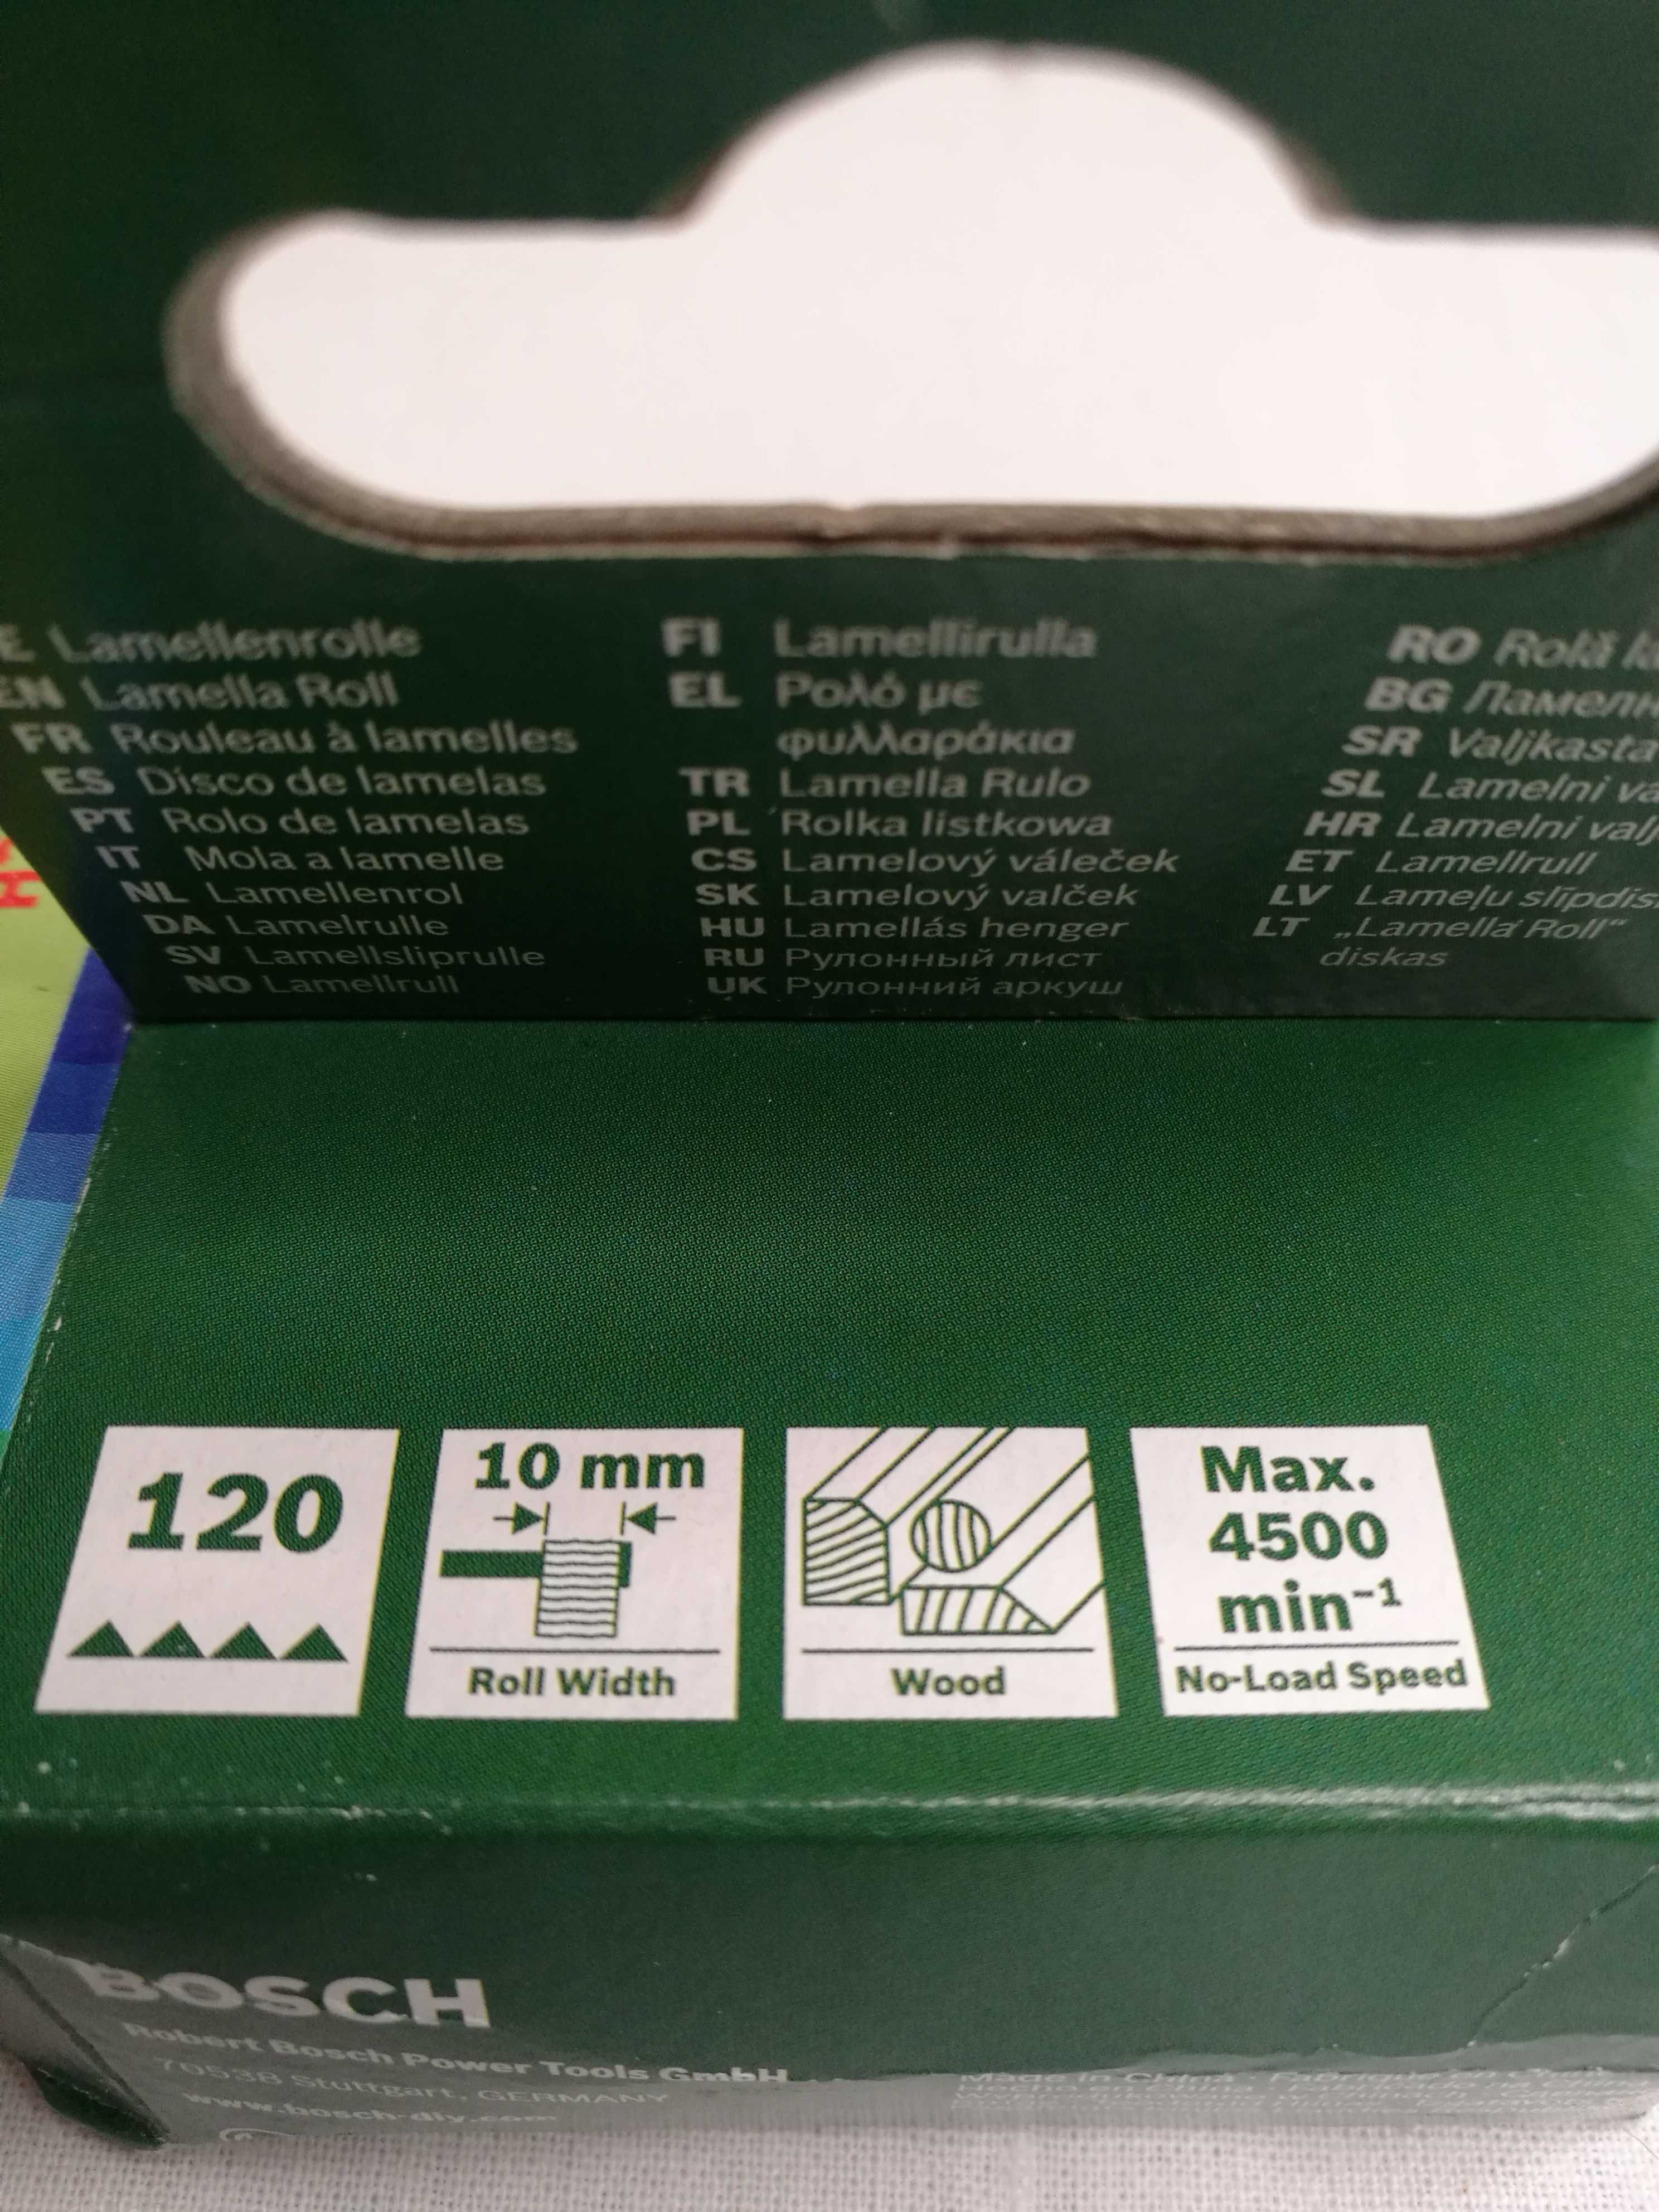 E Lamellenrolle
EN Lamella Roll
FR Rouleau à lamelles
ES Disco de lamelas
PT Rolo de lamelas
IT Mola a lamelle
NL Lamellenrol
DA Lamelrulle
SV Lamellsliprulle
NO Lamellrull
FI Lamellirulla
EL Ρολό με
φυλλαράκια
TR Lamella Rulo
PL Rolka listkowa
CS Lamelový váleček
SK Lamelový valček
HU Lamellás henger
RU Рулонный лист
UK Рулонний аркуш
RO Rolă
BG
SR Valjkasta
SL Lamelni
HR Lamelni
ET Lamellrull
LV Lameļu
LT „Lamella Roll“
diskas
120
10 mm
Roll Width
Wood
Max.
4500
min⁻¹
No-Load Speed
BOSCH
Robert Bosch Power Tools GmbH
70538 Stuttgart, GERMANY
www.bosch-diy.com
Made in China